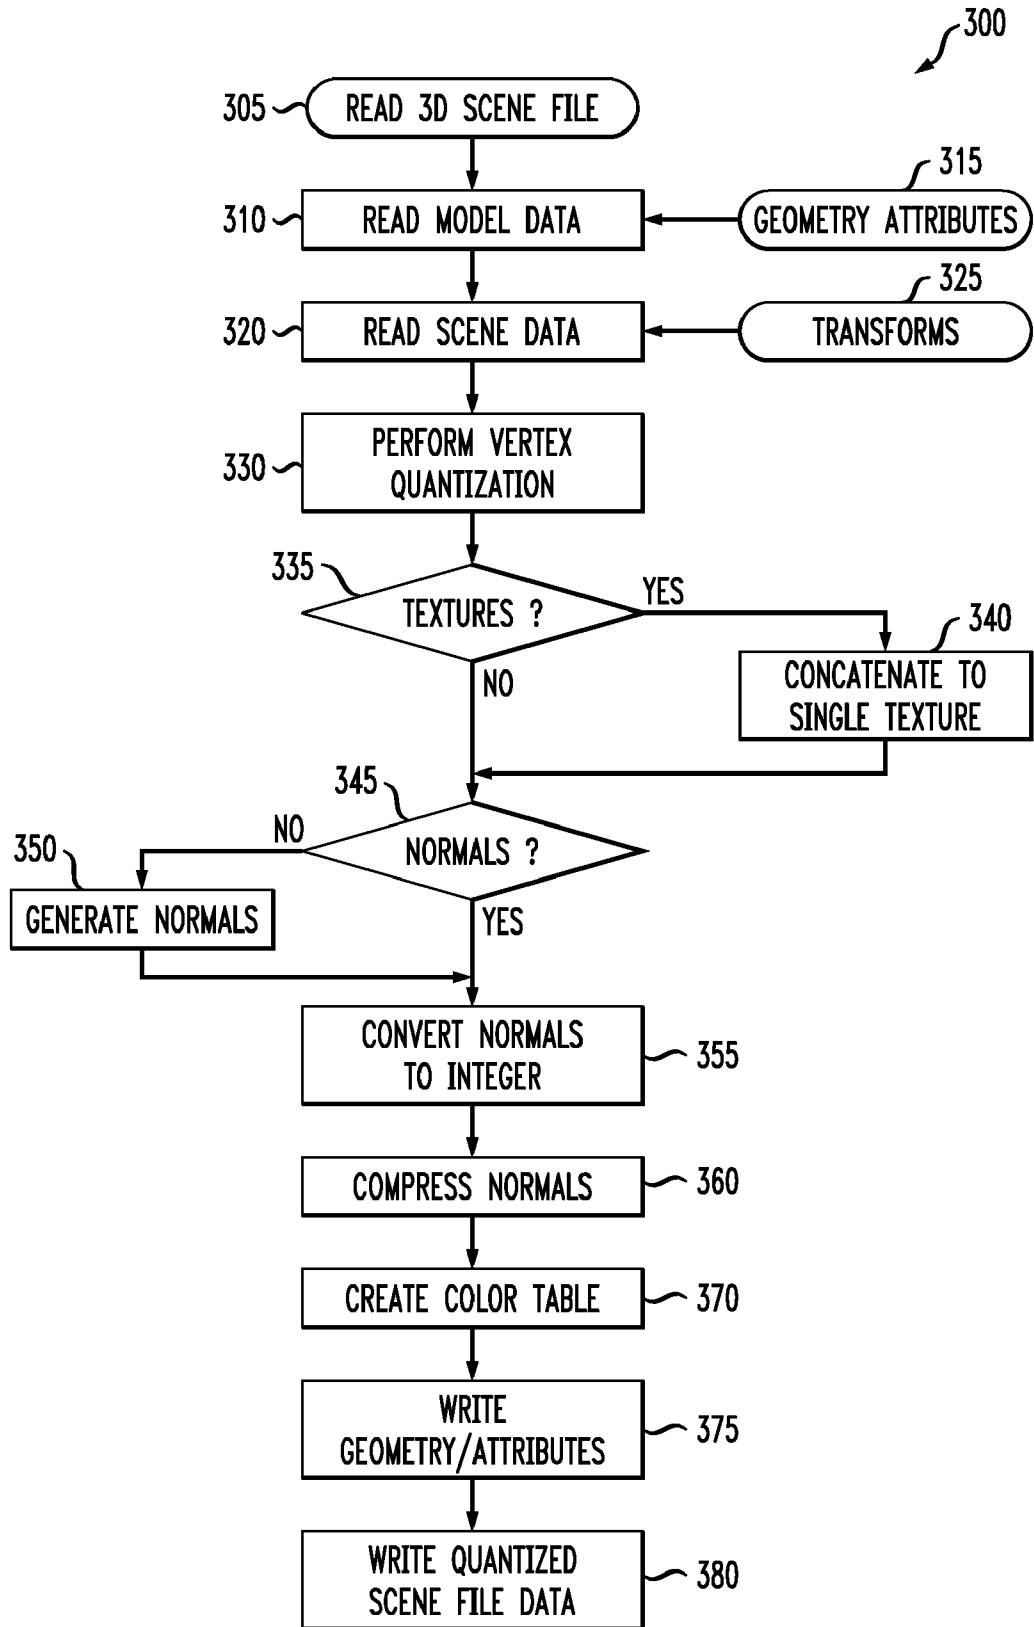 300
305
READ 3D SCENE FILE
315
310
READ MODEL DATA
GEOMETRY ATTRIBUTES
325
320
READ SCENE DATA
TRANSFORMS
330
PERFORM VERTEX
QUANTIZATION
335
TEXTURES ?
YES
NO
340
CONCATENATE TO
SINGLE TEXTURE
345
NORMALS ?
NO
YES
350
GENERATE NORMALS
CONVERT NORMALS
TO INTEGER
355
COMPRESS NORMALS
360
CREATE COLOR TABLE
370
WRITE
GEOMETRY/ATTRIBUTES
375
WRITE QUANTIZED
SCENE FILE DATA
380